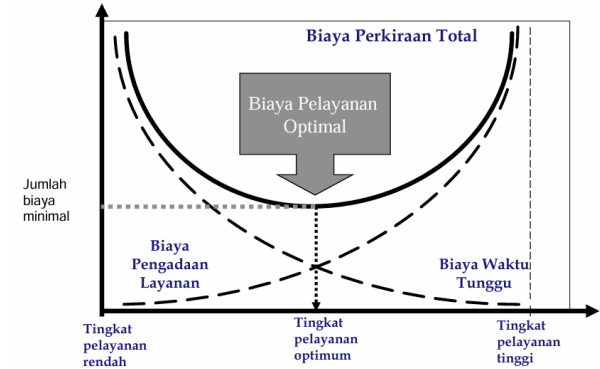 Biaya Perkiraan Total
Biaya Pelayanan
Optimal
Jumlah
biaya
minimal
Biaya
Pengadaan
Layanan
Biaya Waktu
Tunggu
Tingkat
pelayanan
rendah
Tingkat
pelayanan
optimum
Tingkat
pelayanan
tinggi